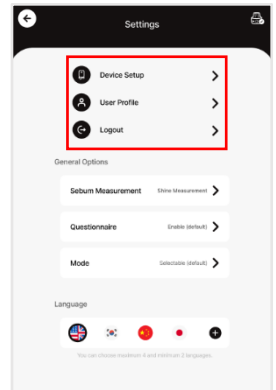 Settings
Device Setup
User Profile
Logout
General Options
Sebum Measurement Shine Measurement
Questionnaire Enable (default)
Mode Selectable (default)
Language
You can choose maximum 4 and minimum 2 languages.